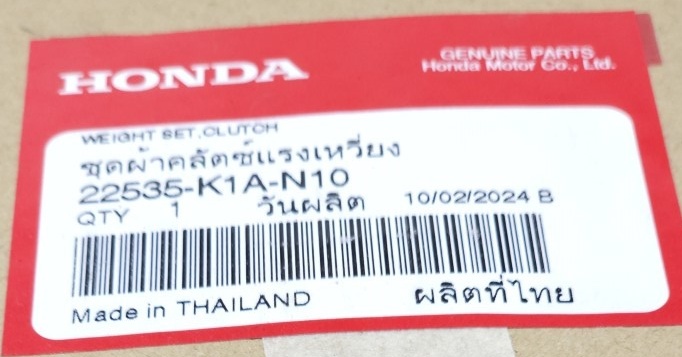 HONDA
GENUINE PARTS
Honda Motor Co., Ltd.
WEIGHT SET,CLUTCH
ชุดผ้าคลัตช์แรงเหวี่ยง
22535-K1A-N10
QTY 1 วันผลิต 10/02/2024 B
Made in THAILAND ผลิตที่ไทย